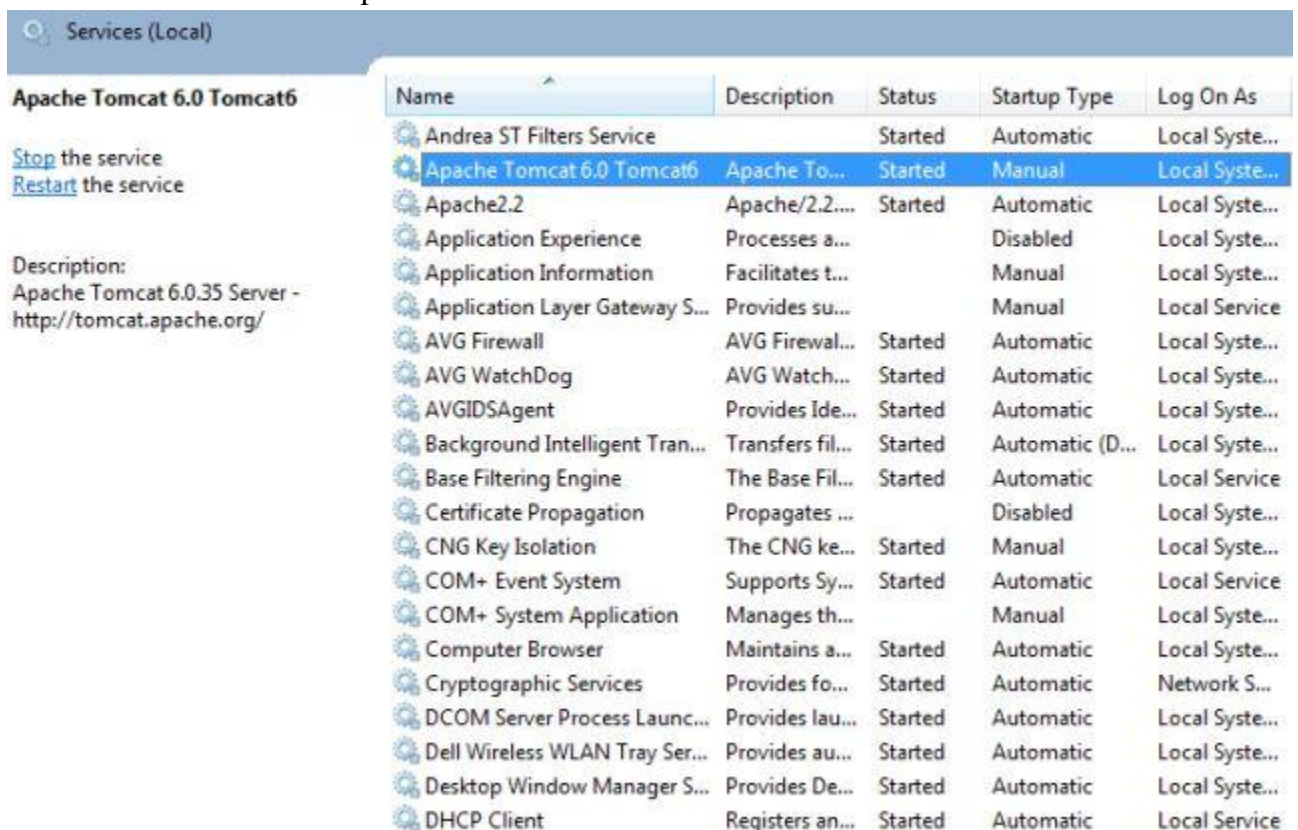 Services (Local)
Apache Tomcat 6.0 Tomcat6
Stop the service
Restart the service
Description:
Apache Tomcat 6.0.35 Server -
http://tomcat.apache.org/
Name Description Status Startup Type Log On As
Andrea ST Filters Service Started Automatic Local Syste...
Apache Tomcat 6.0 Tomcat6 Apache To... Started Manual Local Syste...
Apache2.2 Apache/2.2.... Started Automatic Local Syste...
Application Experience Processes a... Disabled Local Syste...
Application Information Facilitates t... Manual Local Syste...
Application Layer Gateway S... Provides su... Manual Local Service
AVG Firewall AVG Firewal... Started Automatic Local Syste...
AVG WatchDog AVG Watch... Started Automatic Local Syste...
AVGIDSAgent Provides Ide... Started Automatic Local Syste...
Background Intelligent Tran... Transfers fil... Started Automatic (D... Local Syste...
Base Filtering Engine The Base Fil... Started Automatic Local Service
Certificate Propagation Propagates ... Disabled Local Syste...
CNG Key Isolation The CNG ke... Started Manual Local Syste...
COM+ Event System Supports Sy... Started Automatic Local Service
COM+ System Application Manages th... Manual Local Syste...
Computer Browser Maintains a... Started Automatic Local Syste...
Cryptographic Services Provides fo... Started Automatic Network S...
DCOM Server Process Launc... Provides lau... Started Automatic Local Syste...
Dell Wireless WLAN Tray Ser... Provides au... Started Automatic Local Syste...
Desktop Window Manager S... Provides De... Started Automatic Local Syste...
DHCP Client Registers an... Started Automatic Local Service